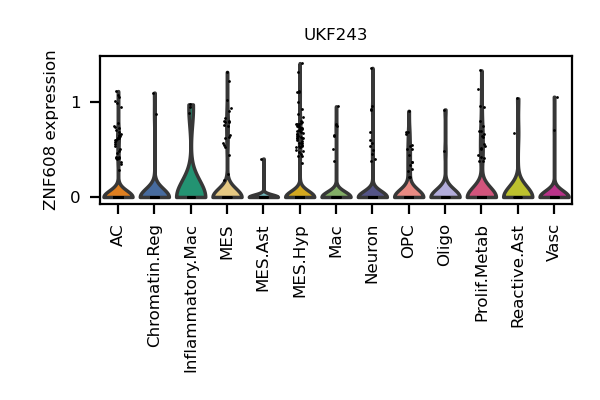 UKF243
ZNF608 expression
1
0
AC
Chromatin.Reg
Inflammatory.Mac
MES
MES.Ast
MES.Hyp
Mac
Neuron
OPC
Oligo
Prolif.Metab
Reactive.Ast
Vasc